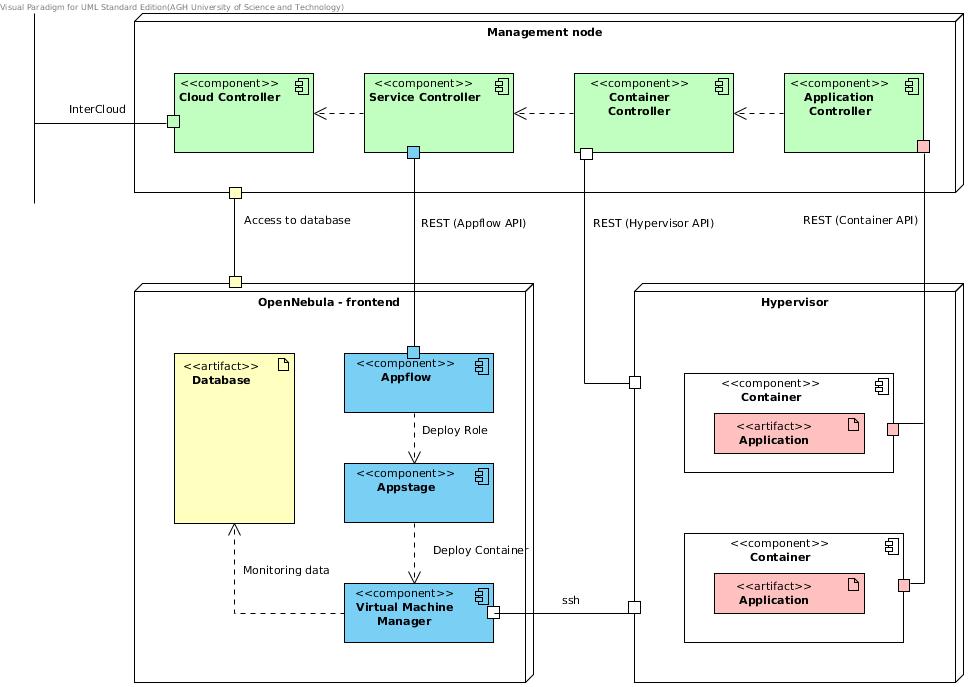 Visual Paradigm for UML Standard Edition(AGH University of Science and Technology)
Management node
<<component>>
Cloud Controller
<<component>>
Service Controller
<<component>>
Container
Controller
<<component>>
Application
Controller
InterCloud
Access to database
REST (Appflow API)
REST (Hypervisor API)
REST (Container API)
OpenNebula - frontend
<<artifact>>
Database
<<component>>
Appflow
Deploy Role
<<component>>
Appstage
Deploy Container
Monitoring data
<<component>>
Virtual Machine
Manager
ssh
Hypervisor
<<component>>
Container
<<artifact>>
Application
<<component>>
Container
<<artifact>>
Application